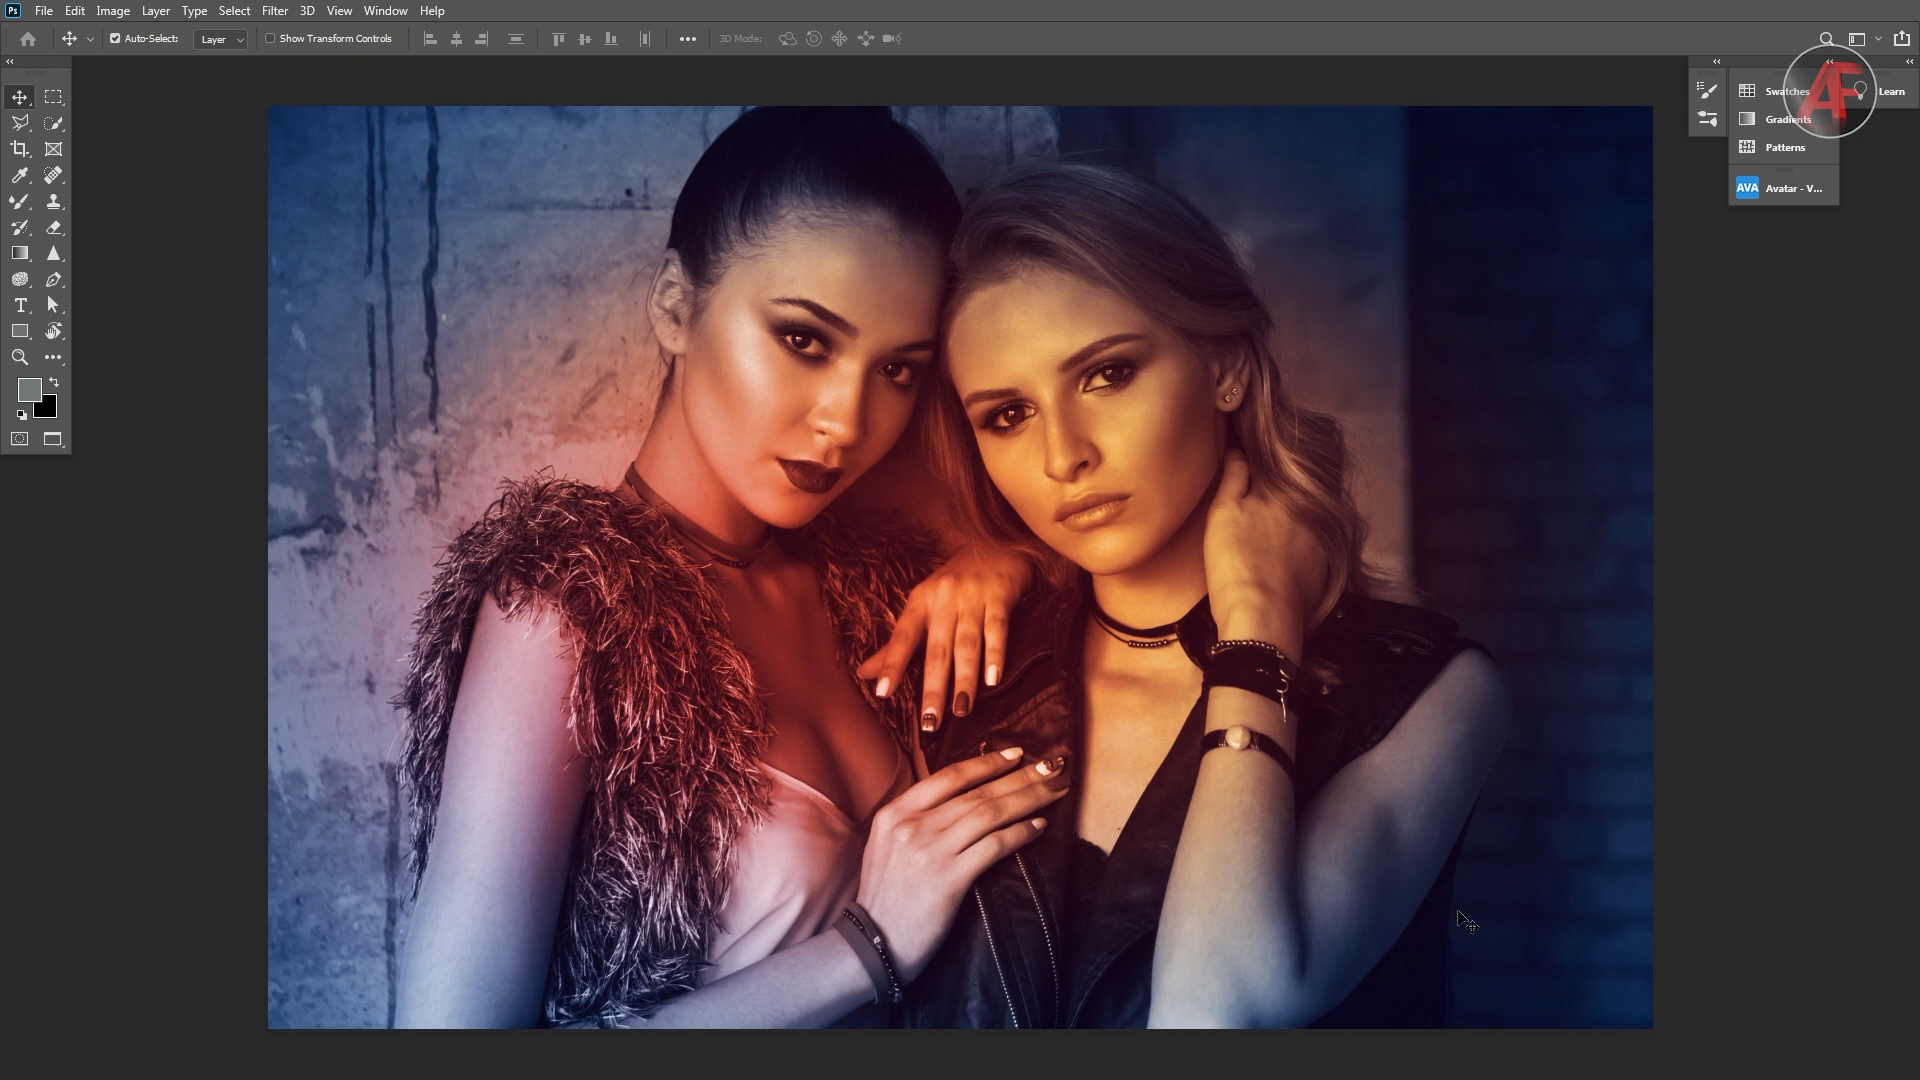 Ps File Edit Image Layer Type Select Filter 3D View Window Help
Auto-Select: Layer Show Transform Controls 3D Mode:
Swatches
Learn
Gradients
Patterns
AVA Avatar - V...
AF